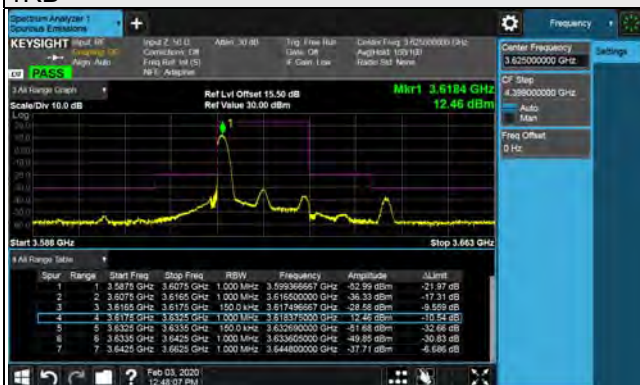 1RB
Spectrum Analyzer 1
Spurious Emissions
Frequency
KEYSIGHT Input: RF
Coupling: DC
Align: Auto
Input Z: 50 Ω
Corrections: Off
Freq Ref: Int (S)
NFE: Adaptive
Atten: 30 dB
Trig: Free Run
Gate: Off
IF Gain: Low
Center Freq: 3.625000000 GHz
Avg|Hold: 100/100
Radio Std: None
PASS
Center Frequency
3.625000000 GHz
Settings
CF Step
4.399000000 GHz
Auto
Man
Freq Offset
0 Hz
3 All Range Graph
Scale/Div 10.0 dB
Ref Lvl Offset 15.50 dB
Ref Value 30.00 dBm
Mkr1 3.6184 GHz
12.46 dBm
Log
1
Start 3.588 GHz
Stop 3.663 GHz
4 All Range Table
Spur Range Start Freq Stop Freq RBW Frequency Amplitude ΔLimit
1 1 3.5875 GHz 3.6075 GHz 1.000 MHz 3.599366667 GHz -52.99 dBm -21.97 dB
2 2 3.6075 GHz 3.6165 GHz 1.000 MHz 3.616500000 GHz -36.33 dBm -17.31 dB
3 3 3.6165 GHz 3.6175 GHz 150.0 kHz 3.617496667 GHz -28.58 dBm -9.559 dB
4 4 3.6175 GHz 3.6325 GHz 1.000 MHz 3.618375000 GHz 12.46 dBm -10.54 dB
5 5 3.6325 GHz 3.6335 GHz 150.0 kHz 3.632690000 GHz -51.68 dBm -32.66 dB
6 6 3.6335 GHz 3.6425 GHz 1.000 MHz 3.633605000 GHz -49.85 dBm -30.83 dB
7 7 3.6425 GHz 3.6625 GHz 1.000 MHz 3.644800000 GHz -37.71 dBm -6.686 dB
Feb 03, 2020
12:48:07 PM